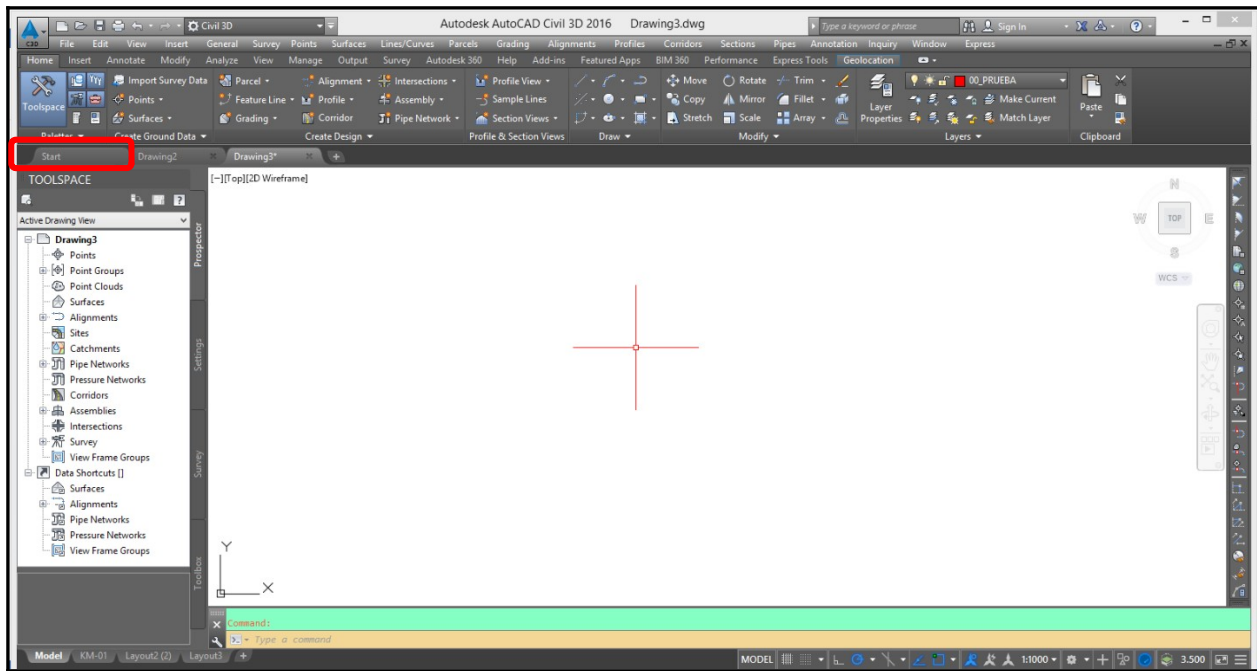 Civil 3D
Autodesk AutoCAD Civil 3D 2016 Drawing3.dwg
Type a keyword or phrase
Sign In
C3D File Edit View Insert General Survey Points Surfaces Lines/Curves Parcels Grading Alignments Profiles Corridors Sections Pipes Annotation Inquiry Window Express
Home Insert Annotate Modify Analyze View Manage Output Survey Autodesk 360 Help Add-ins Featured Apps BIM 360 Performance Express Tools Geolocation
Import Survey Data Parcel Alignment Intersections Profile View Move Rotate Trim 00_PRUEBA
Toolspace Points Feature Line Profile Assembly Sample Lines Copy Mirror Fillet Layer Properties Make Current Paste
Surfaces Grading Corridor Pipe Network Section Views Stretch Scale Array Match Layer
Palettes Create Ground Data Create Design Profile & Section Views Draw Modify Layers Clipboard
Start Drawing2 Drawing3*
TOOLSPACE
[−][Top][2D Wireframe]
Active Drawing View
Drawing3
Points
Point Groups
Point Clouds
Surfaces
Alignments
Sites
Catchments
Pipe Networks
Pressure Networks
Corridors
Assemblies
Intersections
Survey
View Frame Groups
Data Shortcuts []
Surfaces
Alignments
Pipe Networks
Pressure Networks
View Frame Groups
Prospector
Settings
Survey
Toolbox
N
W TOP E
S
WCS
Y
X
Command:
Type a command
Model KM-01 Layout2 (2) Layout3 +
MODEL 1:1000 3.500